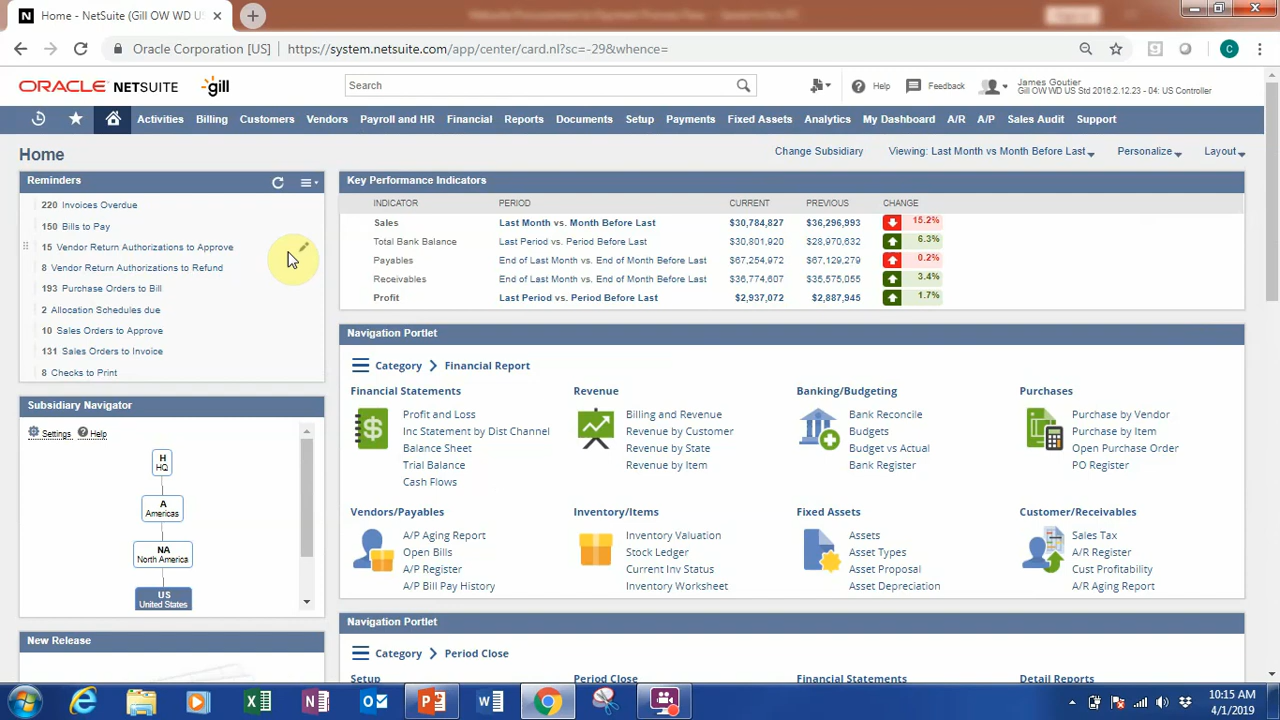 Home - NetSuite (Gill OW WD US
Oracle Corporation [US] https://system.netsuite.com/app/center/card.nl?sc=-29&whence=
C
ORACLE NETSUITE gill
Search
Help
Feedback
James Goutier
Gill OW WD US Std 2016.2.12.23 - 04: US Controller
Activities Billing Customers Vendors Payroll and HR Financial Reports Documents Setup Payments Fixed Assets Analytics My Dashboard A/R A/P Sales Audit Support
Home
Change Subsidiary Viewing: Last Month vs Month Before Last Personalize Layout
Reminders
220 Invoices Overdue
150 Bills to Pay
15 Vendor Return Authorizations to Approve
8 Vendor Return Authorizations to Refund
193 Purchase Orders to Bill
2 Allocation Schedules due
10 Sales Orders to Approve
131 Sales Orders to Invoice
8 Checks to Print
Key Performance Indicators
INDICATOR PERIOD CURRENT PREVIOUS CHANGE
Sales Last Month vs. Month Before Last $30,784,827 $36,296,993 15.2%
Total Bank Balance Last Period vs. Period Before Last $30,801,920 $28,970,632 6.3%
Payables End of Last Month vs. End of Month Before Last $67,254,972 $67,129,279 0.2%
Receivables End of Last Month vs. End of Month Before Last $36,774,607 $35,575,055 3.4%
Profit Last Period vs. Period Before Last $2,937,072 $2,887,945 1.7%
Subsidiary Navigator
Settings Help
H
HQ
A
Americas
NA
North America
US
United States
New Release
Navigation Portlet
Category Financial Report
Financial Statements
Profit and Loss
Inc Statement by Dist Channel
Balance Sheet
Trial Balance
Cash Flows
Revenue
Billing and Revenue
Revenue by Customer
Revenue by State
Revenue by Item
Banking/Budgeting
Bank Reconcile
Budgets
Budget vs Actual
Bank Register
Purchases
Purchase by Vendor
Purchase by Item
Open Purchase Order
PO Register
Vendors/Payables
A/P Aging Report
Open Bills
A/P Register
A/P Bill Pay History
Inventory/Items
Inventory Valuation
Stock Ledger
Current Inv Status
Inventory Worksheet
Fixed Assets
Assets
Asset Types
Asset Proposal
Asset Depreciation
Customer/Receivables
Sales Tax
A/R Register
Cust Profitability
A/R Aging Report
Navigation Portlet
Category Period Close
Setup Period Close Financial Statements Detail Reports
10:15 AM
4/1/2019